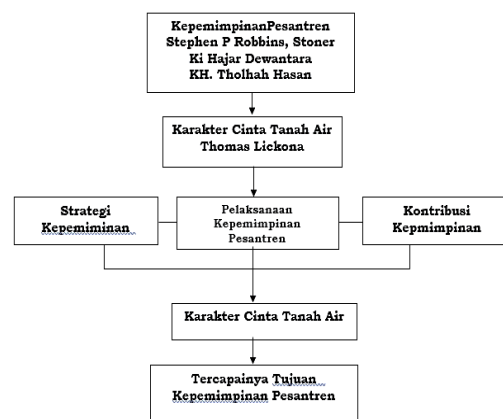 KepemimpinanPesantren
Stephen P Robbins, Stoner
Ki Hajar Dewantara
KH. Tholhah Hasan
Karakter Cinta Tanah Air
Thomas Lickona
Strategi
Kepemiminan
Pelaksanaan
Kepemimpinan
Pesantren
Kontribusi
Kepmimpinan
Karakter Cinta Tanah Air
Tercapainya Tujuan
Kepemimpinan Pesantren